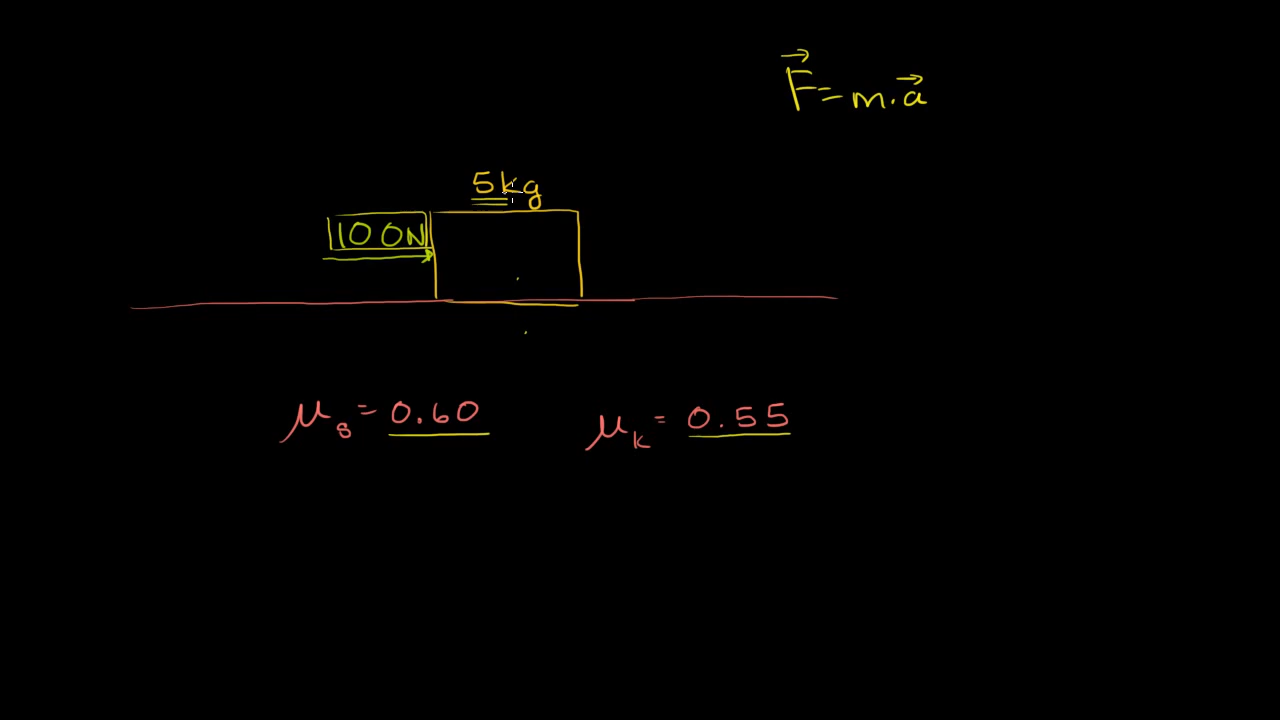 F⃗ = m.a⃗
5kg
100N
μs = 0.60
μk = 0.55